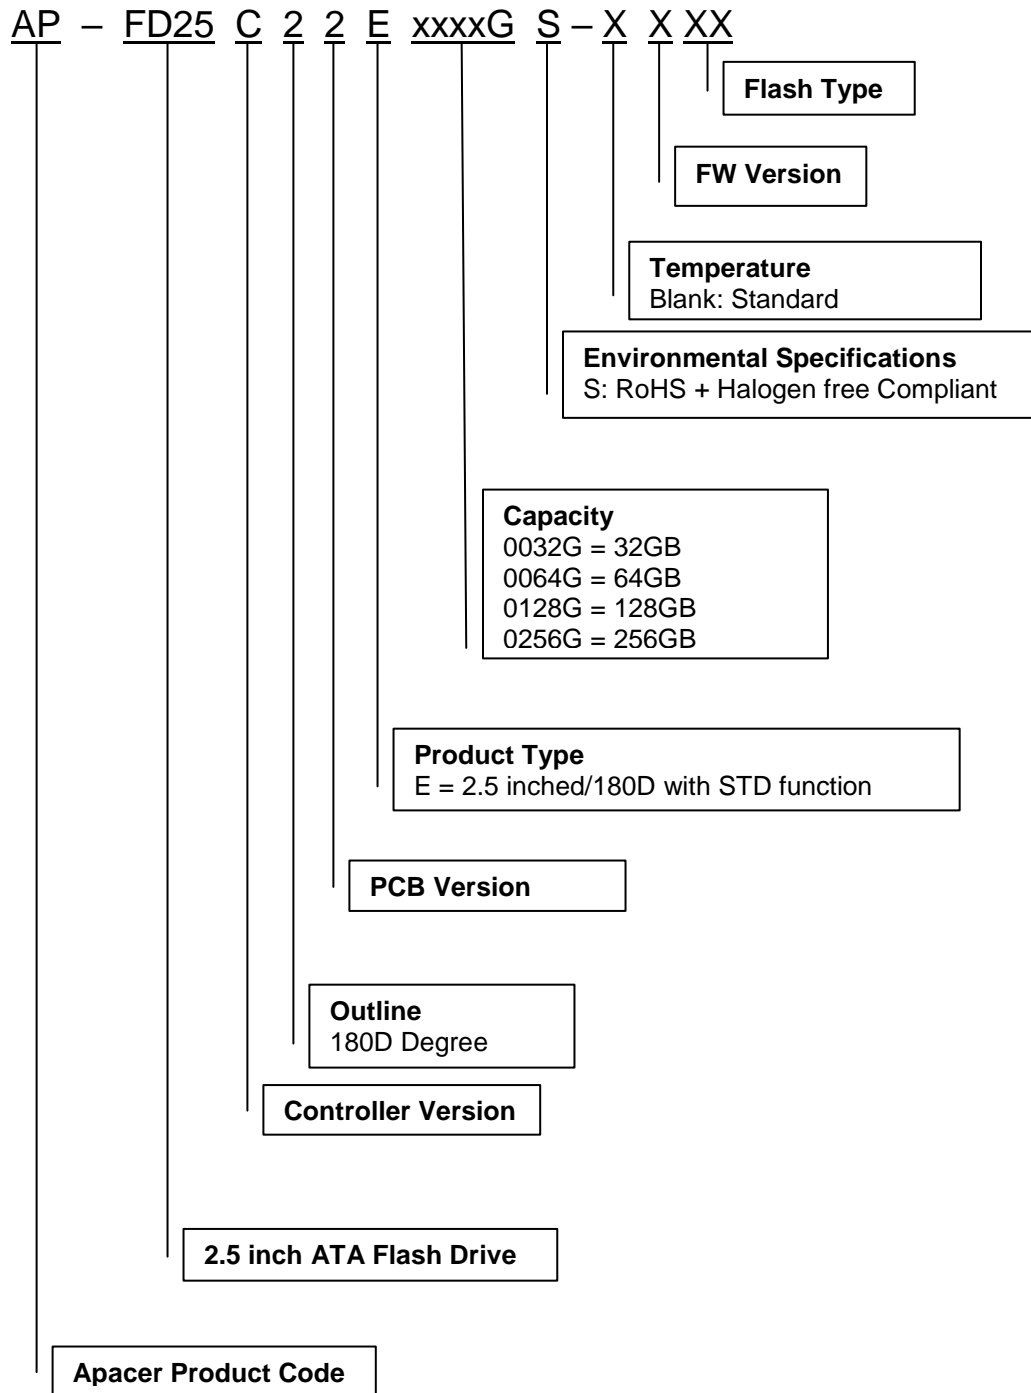 AP – FD25 C 2 2 E xxxxG S – X X XX
Flash Type
FW Version
Temperature
Blank: Standard
Environmental Specifications
S: RoHS + Halogen free Compliant
Capacity
0032G = 32GB
0064G = 64GB
0128G = 128GB
0256G = 256GB
Product Type
E = 2.5 inched/180D with STD function
PCB Version
Outline
180D Degree
Controller Version
2.5 inch ATA Flash Drive
Apacer Product Code